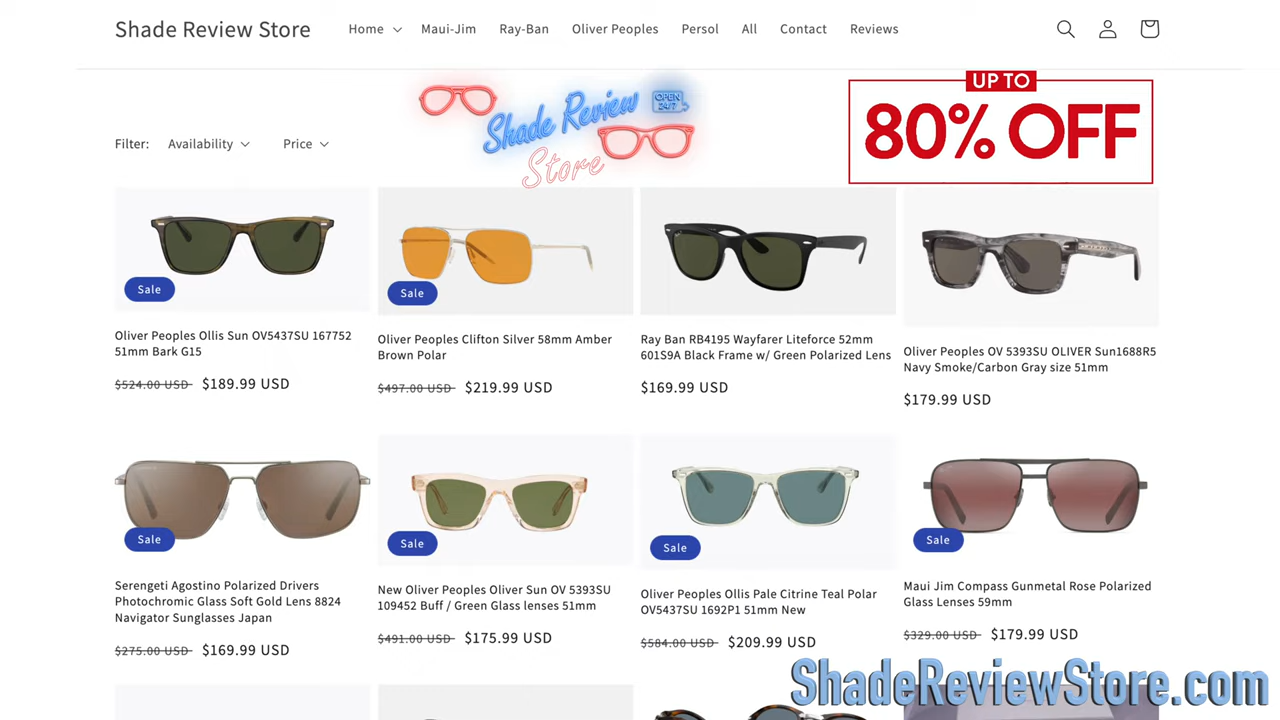 Shade Review Store
Home
Maui-Jim
Ray-Ban
Oliver Peoples
Persol
All
Contact
Reviews
Shade Review
Store
OPEN
24/7
UP TO
80% OFF
Filter:
Availability
Price
Sale
Oliver Peoples Ollis Sun OV5437SU 167752
51mm Bark G15
$524.00 USD $189.99 USD
Sale
Oliver Peoples Clifton Silver 58mm Amber
Brown Polar
$497.00 USD $219.99 USD
Ray Ban RB4195 Wayfarer Liteforce 52mm
601S9A Black Frame w/ Green Polarized Lens
$169.99 USD
Oliver Peoples OV 5393SU OLIVER Sun1688R5
Navy Smoke/Carbon Gray size 51mm
$179.99 USD
Sale
Serengeti Agostino Polarized Drivers
Photochromic Glass Soft Gold Lens 8824
Navigator Sunglasses Japan
$275.00 USD $169.99 USD
Sale
New Oliver Peoples Oliver Sun OV 5393SU
109452 Buff / Green Glass lenses 51mm
$491.00 USD $175.99 USD
Sale
Oliver Peoples Ollis Pale Citrine Teal Polar
OV5437SU 1692P1 51mm New
$584.00 USD $209.99 USD
Sale
Maui Jim Compass Gunmetal Rose Polarized
Glass Lenses 59mm
$329.00 USD $179.99 USD
ShadeReviewStore.com